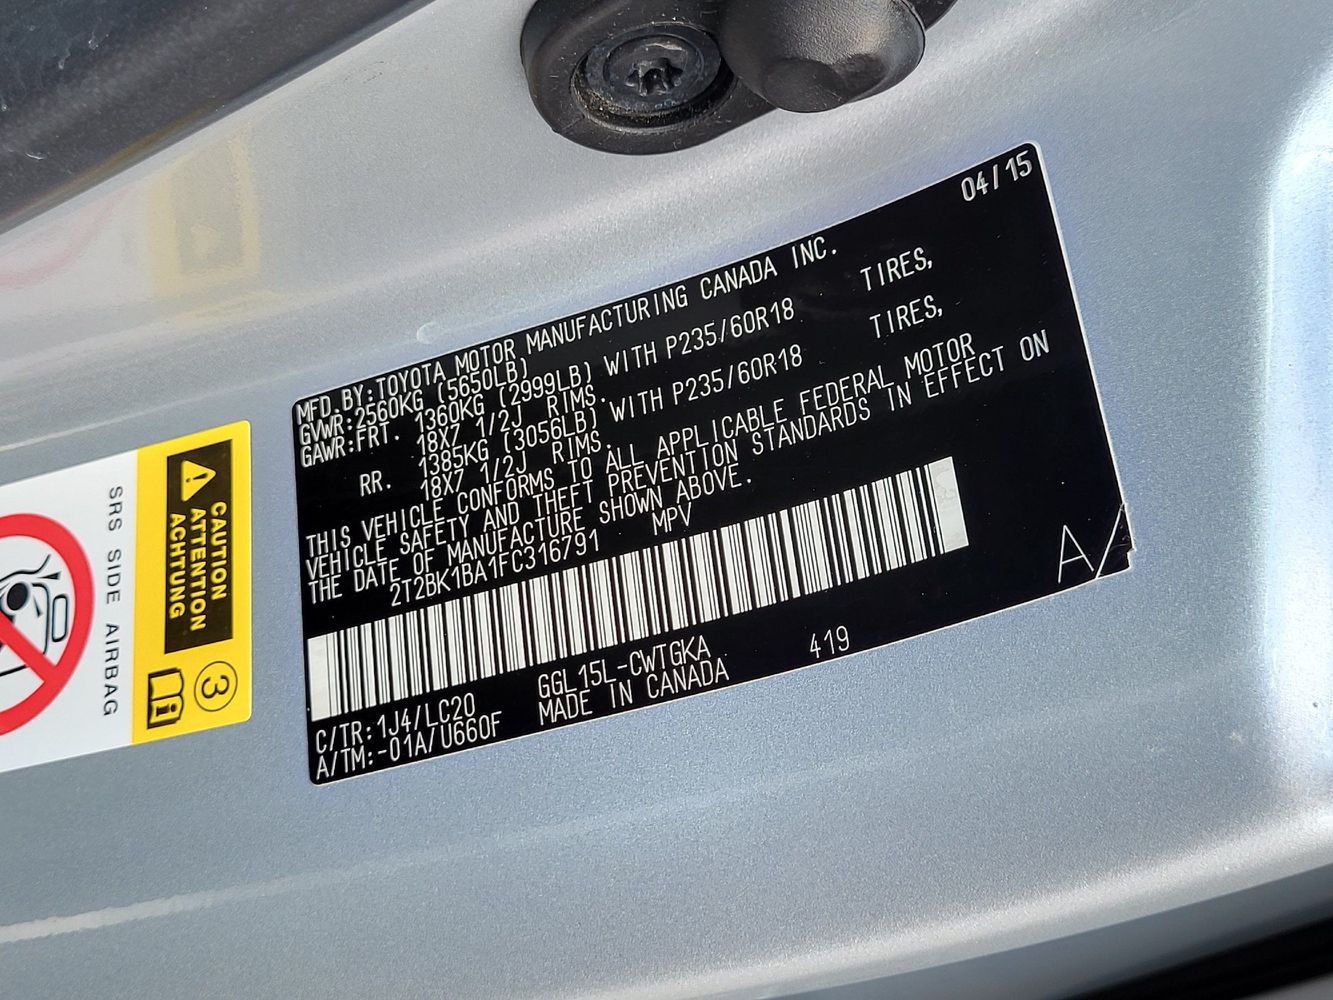 04/15
MFD. BY:TOYOTA MOTOR MANUFACTURING CANADA INC.
GVWR:2560KG (5650LB)
GAWR:FRT. 1360KG (2999LB) WITH P235/60R18 TIRES,
18X7 1/2J RIMS.
RR. 1385KG (3056LB) WITH P235/60R18 TIRES,
18X7 1/2J RIMS.
THIS VEHICLE CONFORMS TO ALL APPLICABLE FEDERAL MOTOR
VEHICLE SAFETY AND THEFT PREVENTION STANDARDS IN EFFECT ON
THE DATE OF MANUFACTURE SHOWN ABOVE.
2T2BK1BA1FC316791 MPV
C/TR:1J4/LC20 GGL15L-CWTGKA 419
A/TM:-01A/U660F MADE IN CANADA
CAUTION
ATTENTION
ACHTUNG
3
SRS SIDE AIRBAG